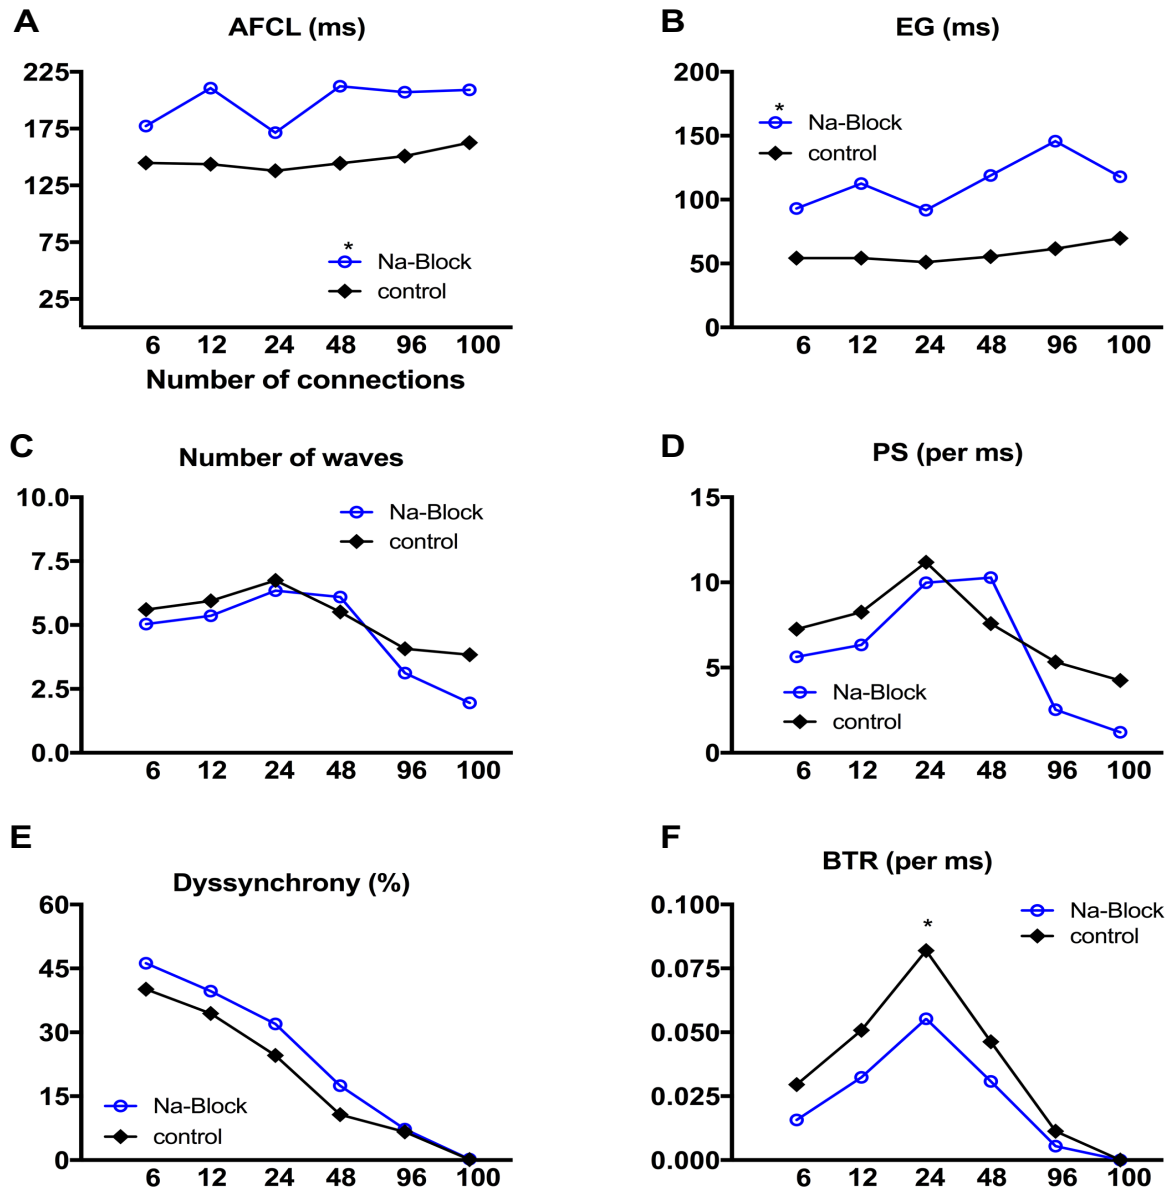 A
AFCL (ms)
225
175
125
75
25
*
Na-Block
control
6 12 24 48 96 100
Number of connections
B
EG (ms)
200
150
100
50
0
*
Na-Block
control
6 12 24 48 96 100
C
Number of waves
10.0
7.5
5.0
2.5
0.0
Na-Block
control
6 12 24 48 96 100
D
PS (per ms)
15
10
5
0
Na-Block
control
6 12 24 48 96 100
E
Dyssynchrony (%)
60
45
30
15
0
Na-Block
control
6 12 24 48 96 100
F
BTR (per ms)
0.100
0.075
0.050
0.025
0.000
*
Na-Block
control
6 12 24 48 96 100